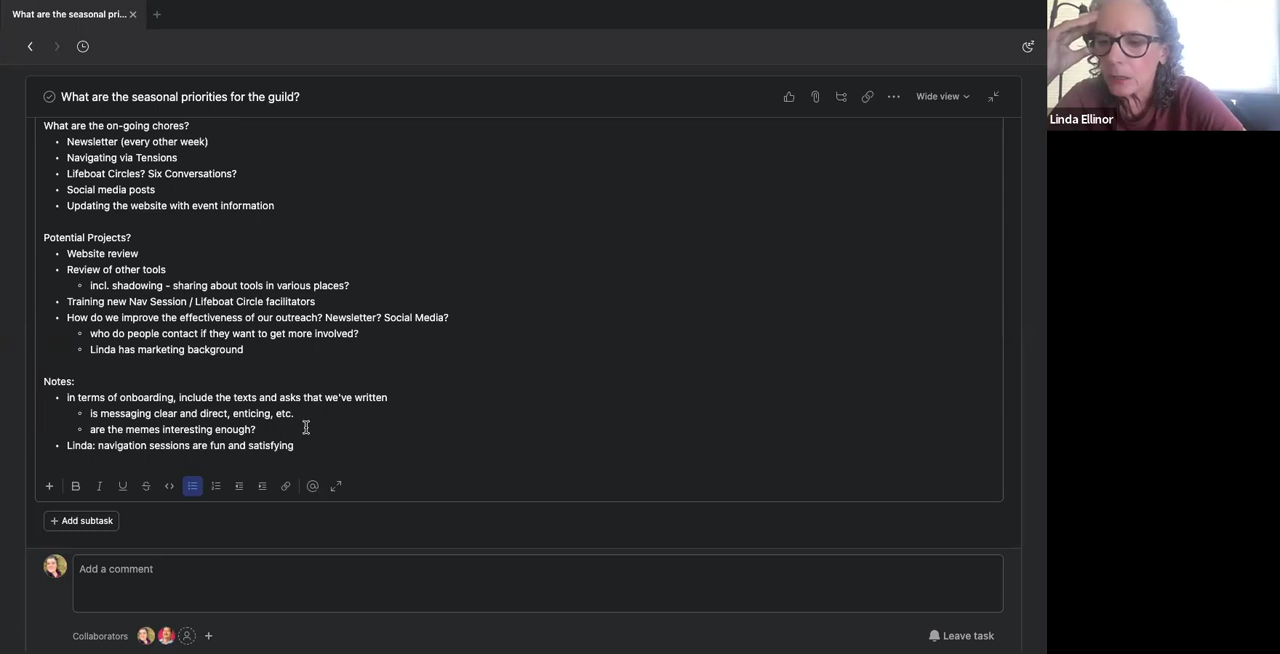 What are the seasonal pri...
What are the seasonal priorities for the guild?
Wide view
Linda Ellinor
What are the on-going chores?
• Newsletter (every other week)
• Navigating via Tensions
• Lifeboat Circles? Six Conversations?
• Social media posts
• Updating the website with event information
Potential Projects?
• Website review
• Review of other tools
◦ incl. shadowing - sharing about tools in various places?
• Training new Nav Session / Lifeboat Circle facilitators
• How do we improve the effectiveness of our outreach? Newsletter? Social Media?
◦ who do people contact if they want to get more involved?
◦ Linda has marketing background
Notes:
• in terms of onboarding, include the texts and asks that we've written
◦ is messaging clear and direct, enticing, etc.
◦ are the memes interesting enough?
• Linda: navigation sessions are fun and satisfying
+ B I U S <> @
+ Add subtask
Add a comment
Collaborators +
Leave task